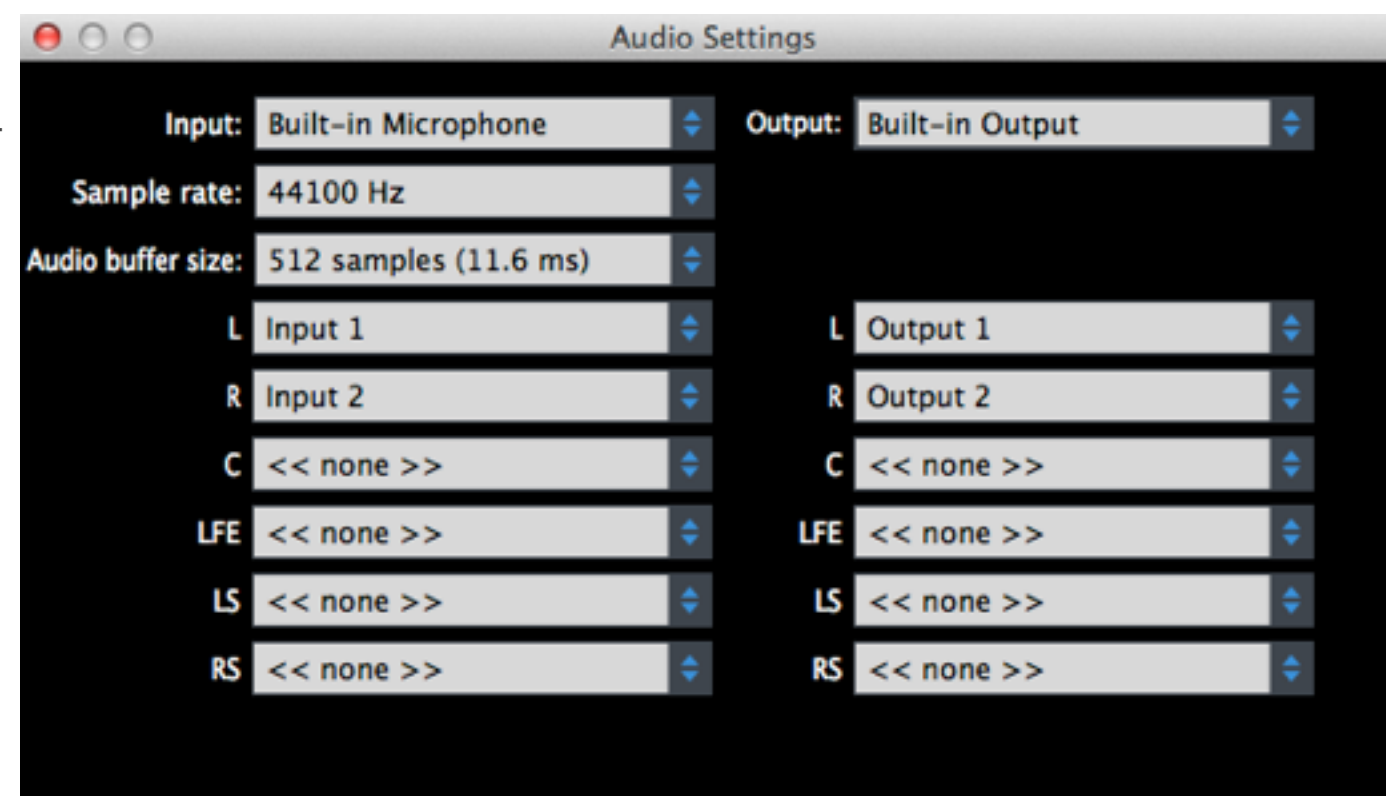 Audio Settings
Input: Built-in Microphone Output: Built-in Output
Sample rate: 44100 Hz
Audio buffer size: 512 samples (11.6 ms)
L Input 1 L Output 1
R Input 2 R Output 2
C << none >> C << none >>
LFE << none >> LFE << none >>
LS << none >> LS << none >>
RS << none >> RS << none >>